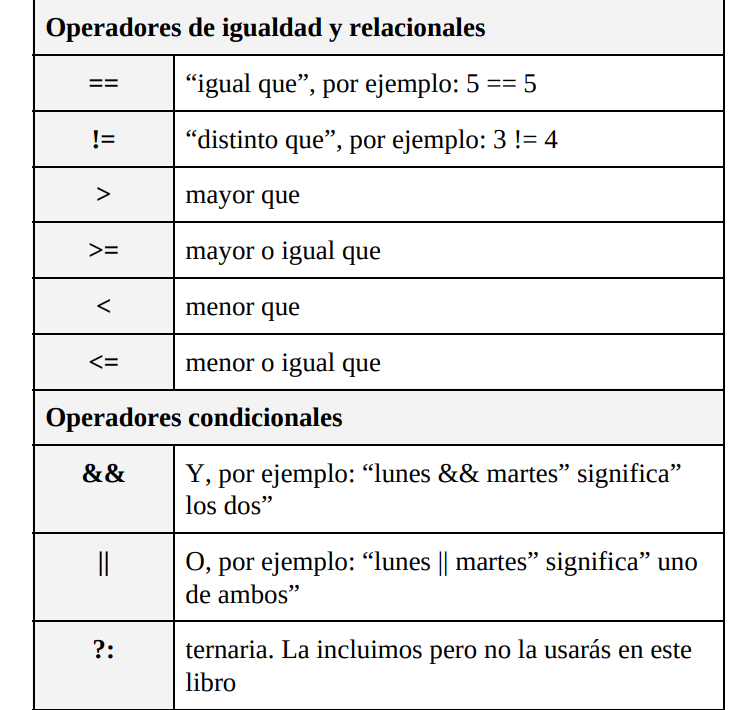 Operadores de igualdad y relacionales
== “igual que”, por ejemplo: 5 == 5
!= “distinto que”, por ejemplo: 3 != 4
> mayor que
>= mayor o igual que
< menor que
<= menor o igual que
Operadores condicionales
&& Y, por ejemplo: “lunes && martes” significa”
los dos”
|| O, por ejemplo: “lunes || martes” significa” uno
de ambos”
?: ternaria. La incluimos pero no la usarás en este
libro